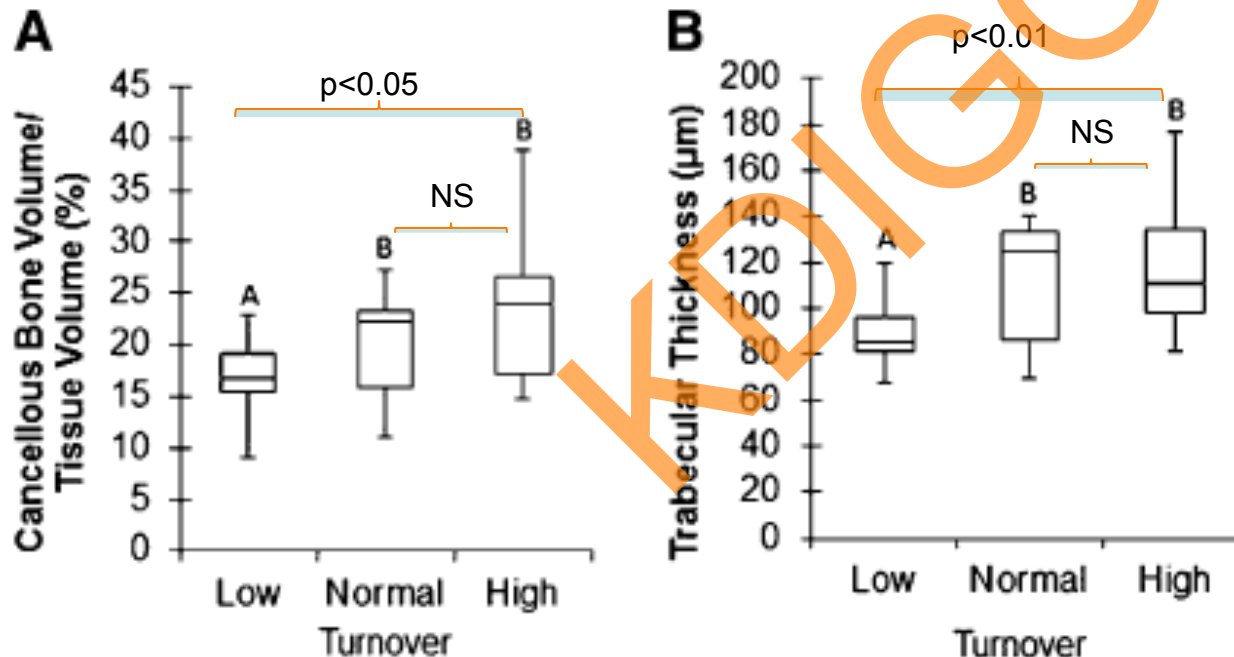 A
Cancellous Bone Volume/
Tissue Volume (%)
45
40
35
30
25
20
15
10
5
0
p<0.05
NS
A
B
B
Low Normal High
Turnover
B
Trabecular Thickness (µm)
200
180
160
140
120
100
80
60
40
20
0
p<0.01
NS
A
B
B
Low Normal High
Turnover
KDIGO